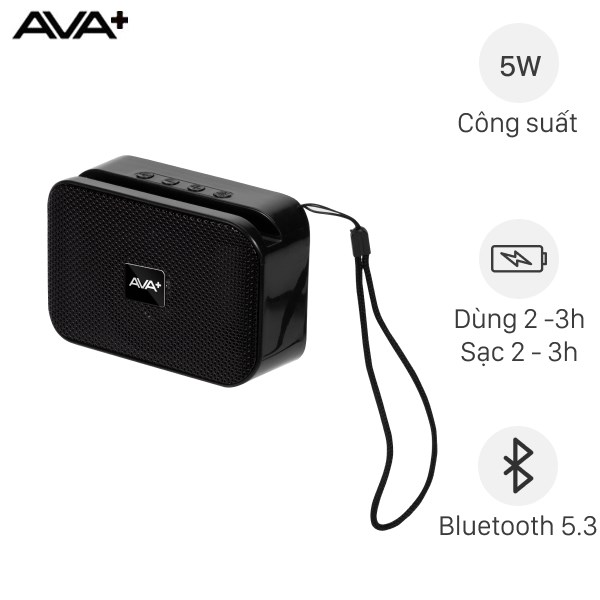 AVA+
5W
Công suất
AVA+
Dùng 2 -3h
Sạc 2 - 3h
Bluetooth 5.3